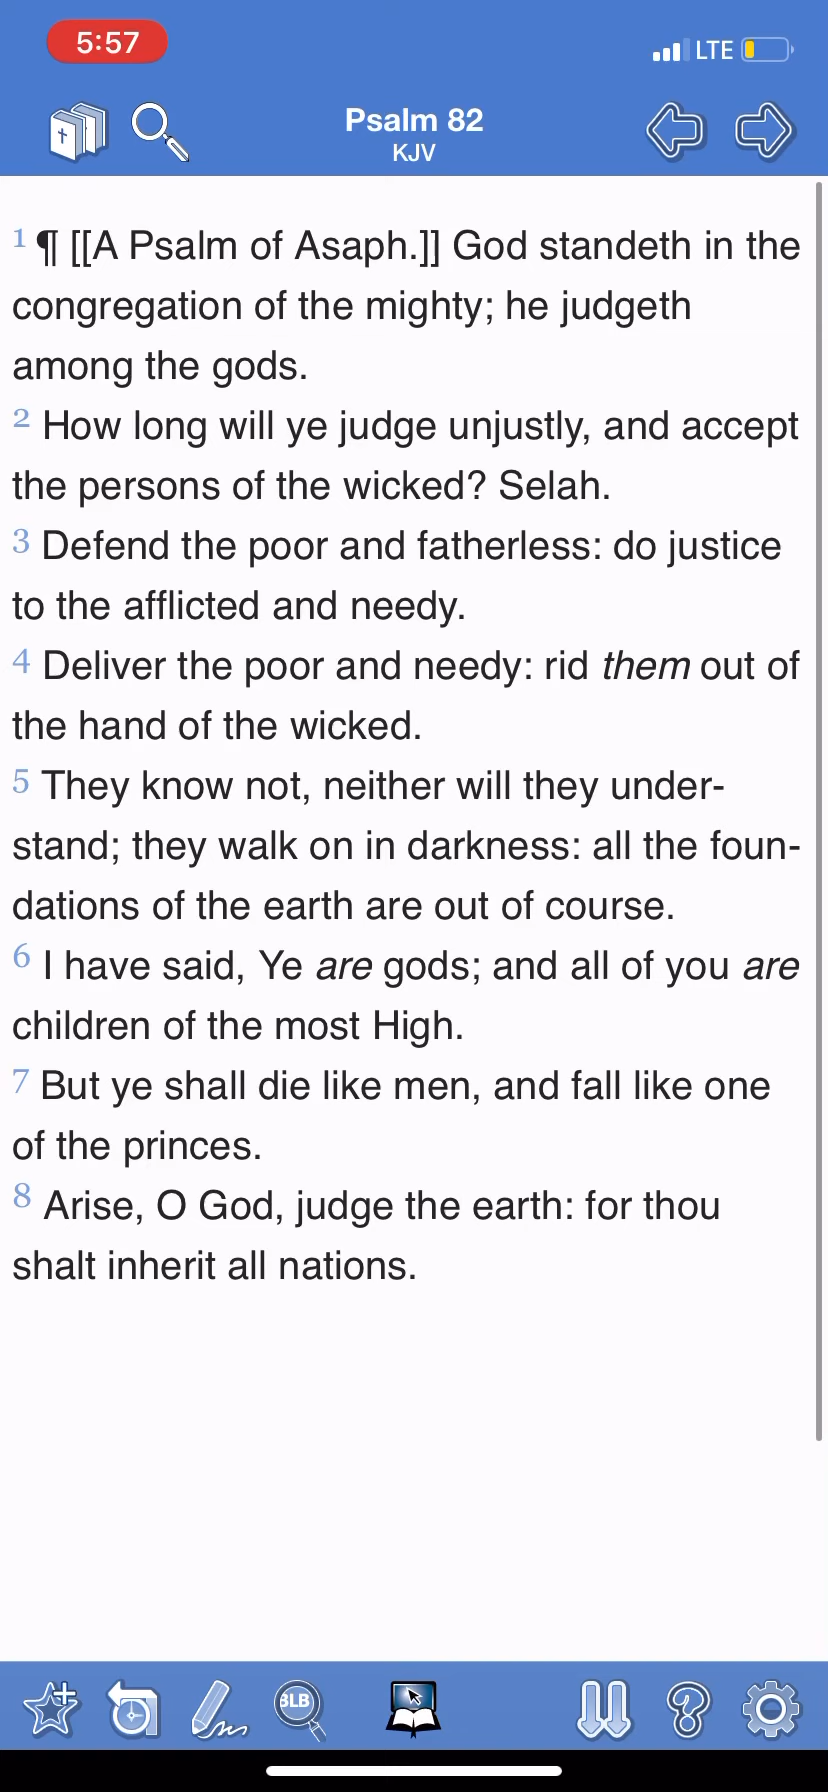 5:57
LTE
Psalm 82
KJV
1 ¶ [[A Psalm of Asaph.]] God standeth in the
congregation of the mighty; he judgeth
among the gods.
2 How long will ye judge unjustly, and accept
the persons of the wicked? Selah.
3 Defend the poor and fatherless: do justice
to the afflicted and needy.
4 Deliver the poor and needy: rid them out of
the hand of the wicked.
5 They know not, neither will they under-
stand; they walk on in darkness: all the foun-
dations of the earth are out of course.
6 I have said, Ye are gods; and all of you are
children of the most High.
7 But ye shall die like men, and fall like one
of the princes.
8 Arise, O God, judge the earth: for thou
shalt inherit all nations.
BLB